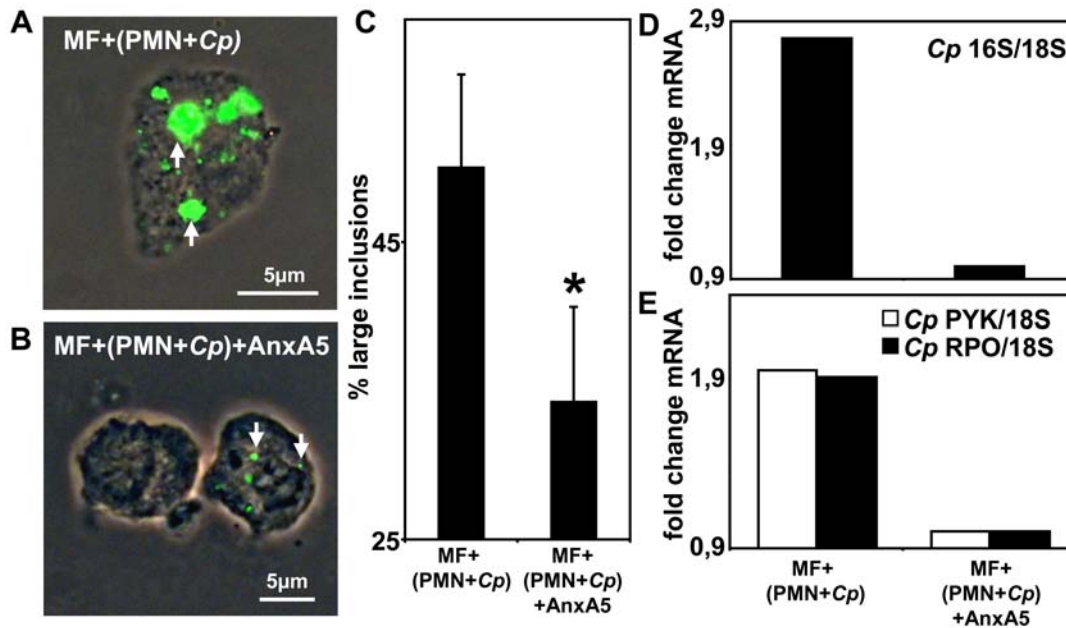 A
MF+(PMN+Cp)
5µm
B
MF+(PMN+Cp)+AnxA5
5µm
C
% large inclusions
45
25
*
MF+
(PMN+Cp)
MF+
(PMN+Cp)
+AnxA5
D
fold change mRNA
2,9
1,9
0,9
Cp 16S/18S
E
fold change mRNA
1,9
0,9
Cp PYK/18S
Cp RPO/18S
MF+
(PMN+Cp)
MF+
(PMN+Cp)
+AnxA5